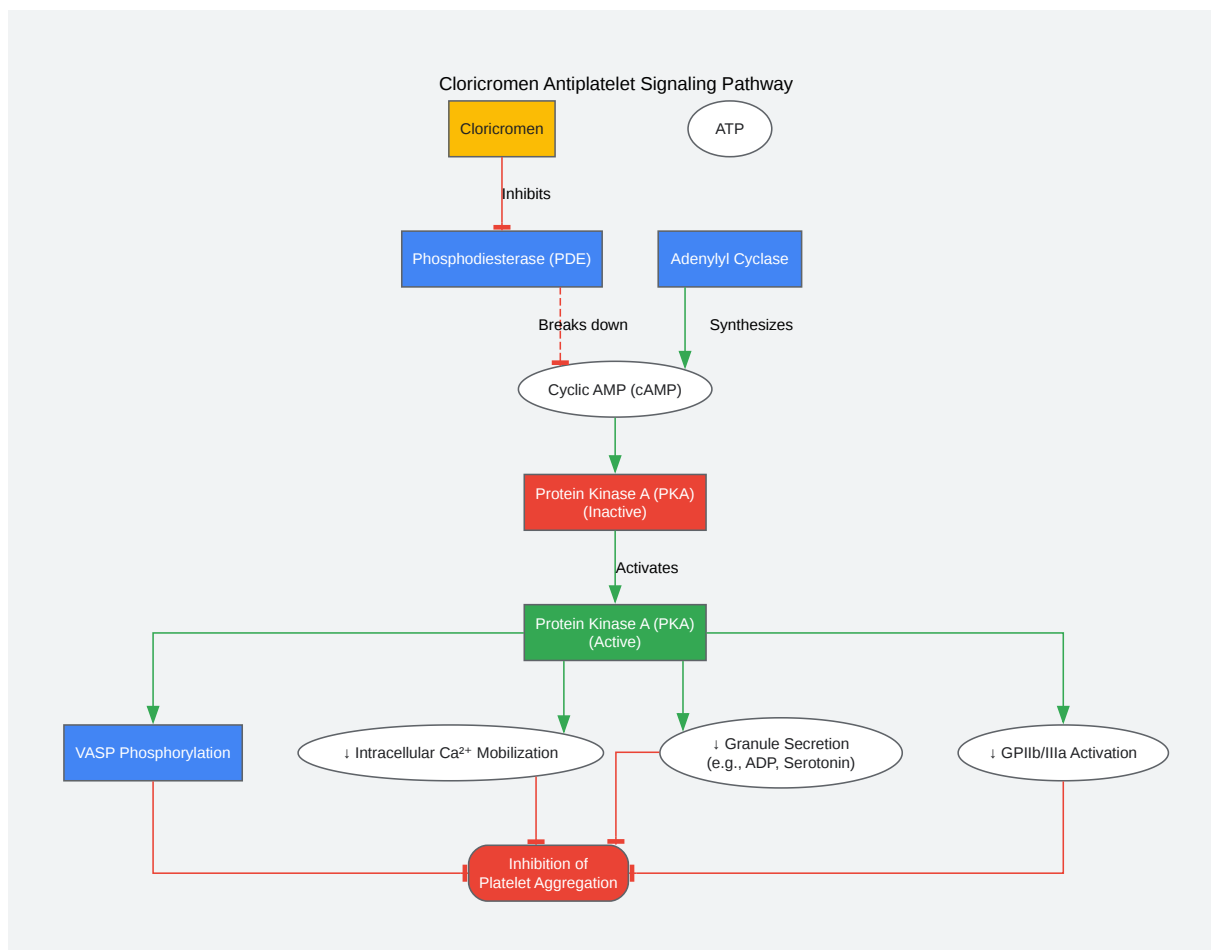 Cloricromen Antiplatelet Signaling Pathway
Cloricromen
ATP
Inhibits
Phosphodiesterase (PDE)
Adenylyl Cyclase
Breaks down
Synthesizes
Cyclic AMP (cAMP)
Protein Kinase A (PKA)
(Inactive)
Activates
Protein Kinase A (PKA)
(Active)
VASP Phosphorylation
↓ Intracellular Ca²⁺ Mobilization
↓ Granule Secretion
(e.g., ADP, Serotonin)
↓ GPIIb/IIIa Activation
Inhibition of
Platelet Aggregation